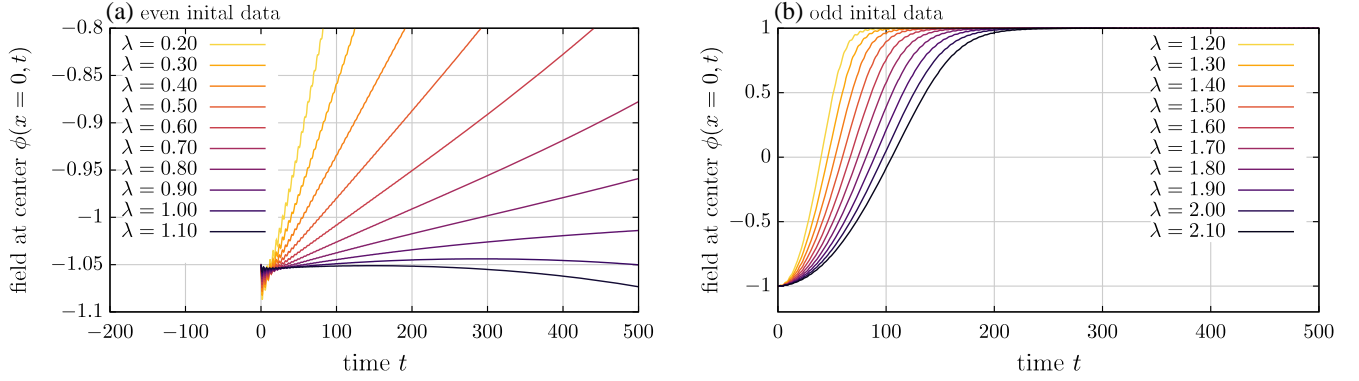 (a) even inital data
field at center ϕ(x = 0, t)
−0.8
−0.85
−0.9
−0.95
−1
−1.05
−1.1
λ = 0.20
λ = 0.30
λ = 0.40
λ = 0.50
λ = 0.60
λ = 0.70
λ = 0.80
λ = 0.90
λ = 1.00
λ = 1.10
−200 −100 0 100 200 300 400 500
time t
(b) odd inital data
field at center ϕ(x = 0, t)
1
0.5
0
−0.5
−1
λ = 1.20
λ = 1.30
λ = 1.40
λ = 1.50
λ = 1.60
λ = 1.70
λ = 1.80
λ = 1.90
λ = 2.00
λ = 2.10
0 100 200 300 400 500
time t